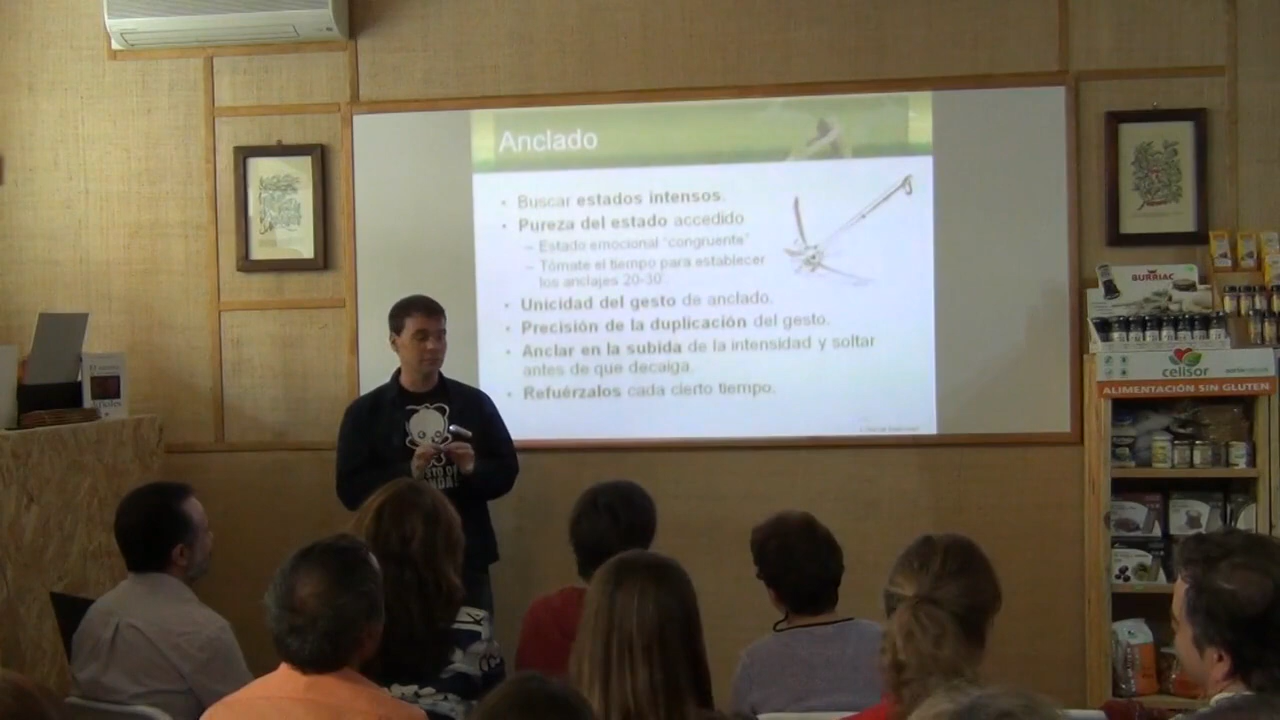 Anclado
• Buscar estados intensos.
• Pureza del estado accedido
– Estado emocional "congruente"
– Tómate el tiempo para establecer
los anclajes 20-30
• Unicidad del gesto de anclado.
• Precisión de la duplicación del gesto.
• Anclar en la subida de la intensidad y soltar
antes de que decaiga.
• Refuérzalos cada cierto tiempo.
BURRIAC
celisor
ALIMENTACIÓN SIN GLUTEN